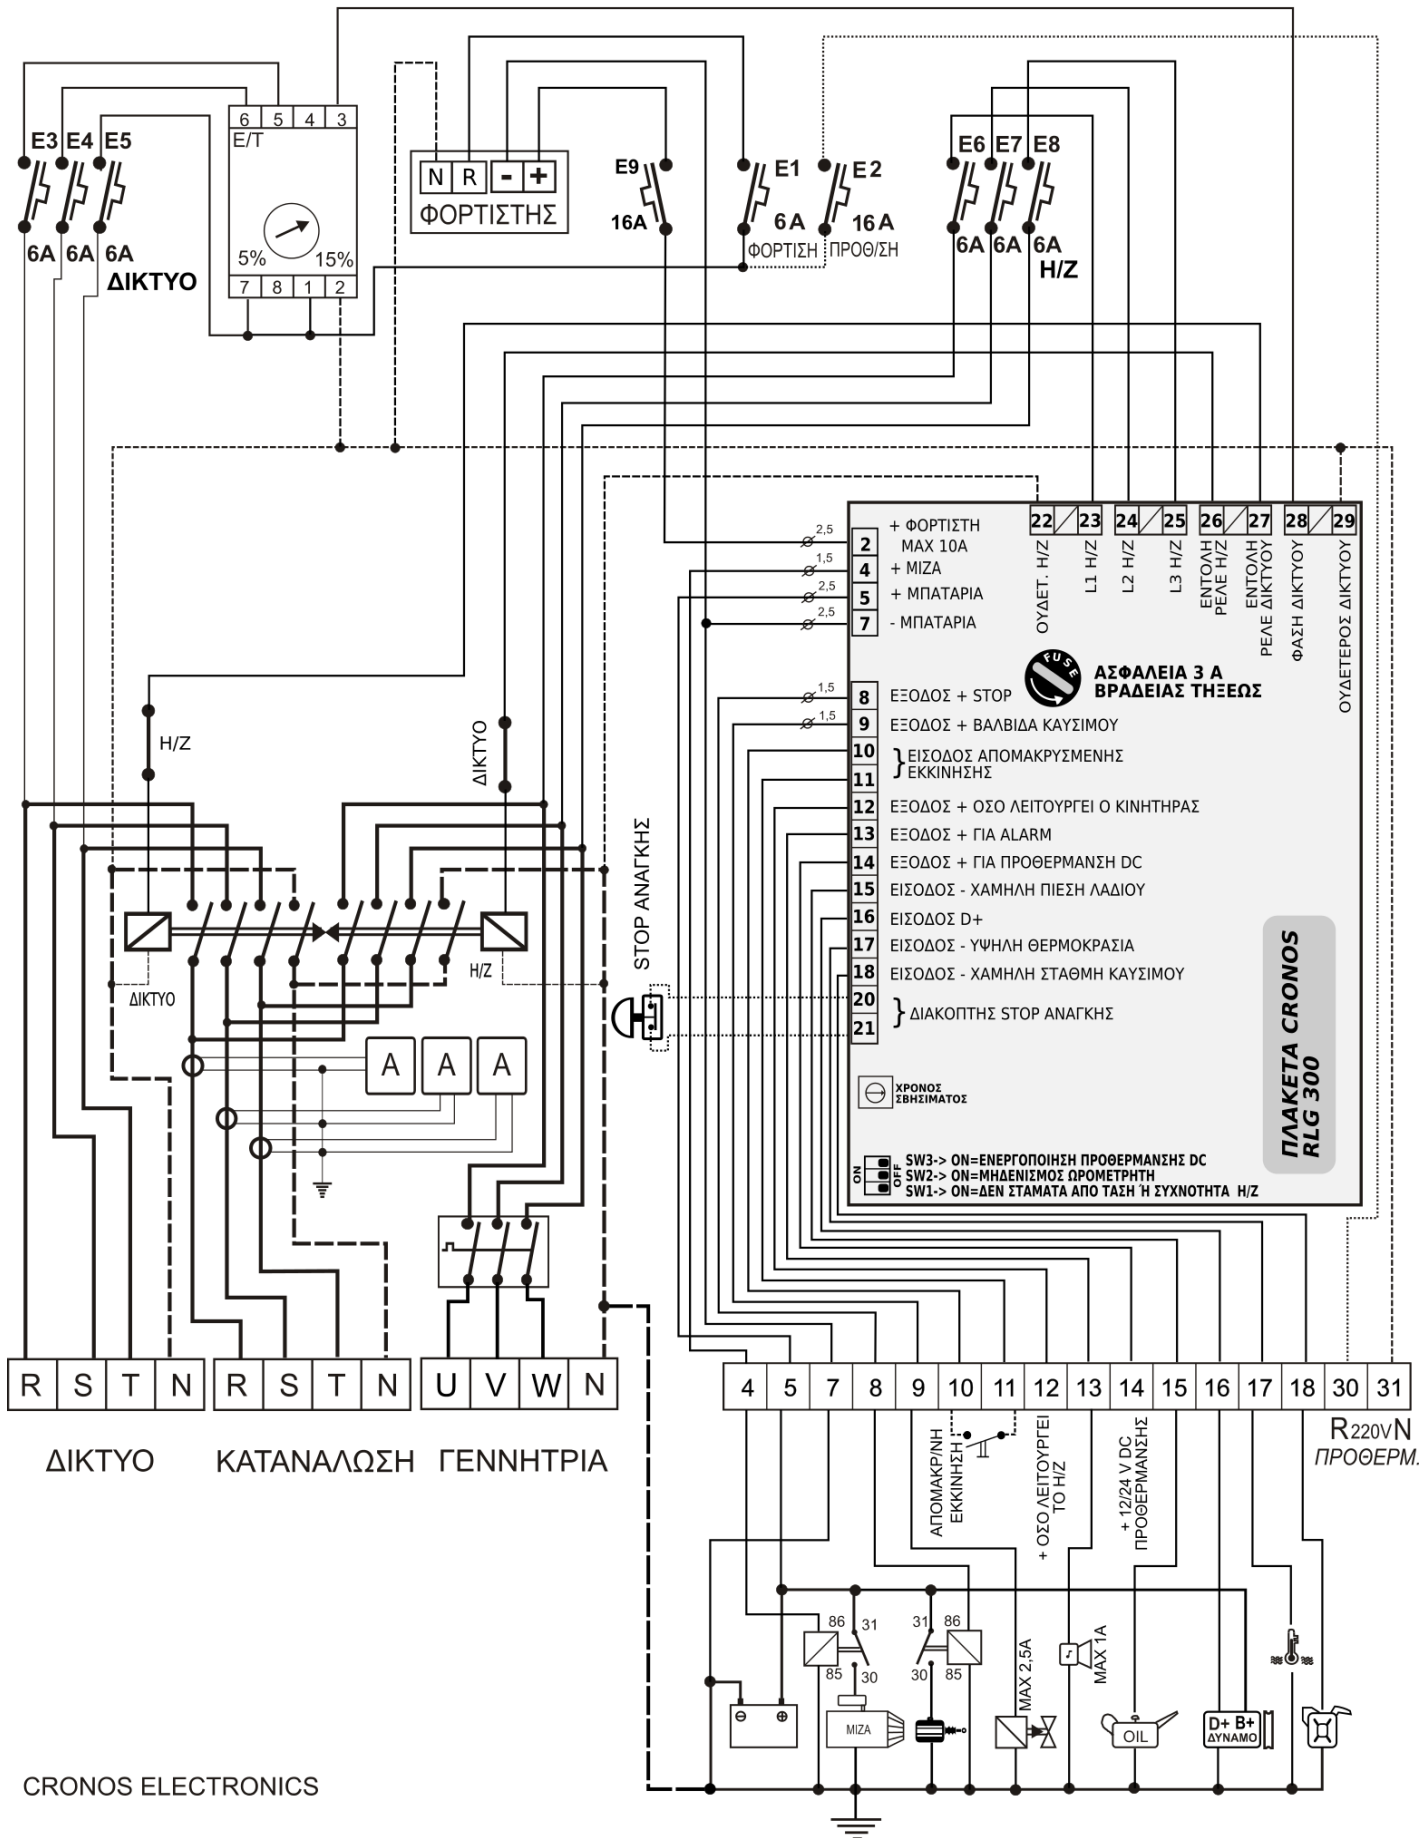 6 5 4 3
E/T
5% 15%
7 8 1 2
E3 E4 E5
6A 6A 6A
ΔΙΚΤΥΟ
N R - +
ΦΟΡΤΙΣΤΗΣ
E9
16A
E1
6A
ΦΟΡΤΙΣΗ
E2
16A
ΠΡΟΘ/ΣΗ
E6 E7 E8
6A 6A 6A
Η/Ζ
22 23 24 25 26 27 28 29
ΟΥΔΕΤ. Η/Ζ
L1 Η/Ζ
L2 Η/Ζ
L3 Η/Ζ
ΕΝΤΟΛΗ
ΡΕΛΕ Η/Ζ
ΕΝΤΟΛΗ
ΡΕΛΕ ΔΙΚΤΥΟΥ
ΦΑΣΗ ΔΙΚΤΥΟΥ
ΟΥΔΕΤΕΡΟΣ ΔΙΚΤΥΟΥ
2,5 2 + ΦΟΡΤΙΣΤΗ
MAX 10A
1,5 4 + ΜΙΖΑ
2,5 5 + ΜΠΑΤΑΡΙΑ
2,5 7 - ΜΠΑΤΑΡΙΑ
FUSE
ΑΣΦΑΛΕΙΑ 3 Α
ΒΡΑΔΕΙΑΣ ΤΗΞΕΩΣ
1,5 8 ΕΞΟΔΟΣ + STOP
1,5 9 ΕΞΟΔΟΣ + ΒΑΛΒΙΔΑ ΚΑΥΣΙΜΟΥ
10 } ΕΙΣΟΔΟΣ ΑΠΟΜΑΚΡΥΣΜΕΝΗΣ
11 ΕΚΚΙΝΗΣΗΣ
12 ΕΞΟΔΟΣ + ΟΣΟ ΛΕΙΤΟΥΡΓΕΙ Ο ΚΙΝΗΤΗΡΑΣ
13 ΕΞΟΔΟΣ + ΓΙΑ ALARM
14 ΕΞΟΔΟΣ + ΓΙΑ ΠΡΟΘΕΡΜΑΝΣΗ DC
15 ΕΙΣΟΔΟΣ - ΧΑΜΗΛΗ ΠΙΕΣΗ ΛΑΔΙΟΥ
16 ΕΙΣΟΔΟΣ D+
17 ΕΙΣΟΔΟΣ - ΥΨΗΛΗ ΘΕΡΜΟΚΡΑΣΙΑ
18 ΕΙΣΟΔΟΣ - ΧΑΜΗΛΗ ΣΤΑΘΜΗ ΚΑΥΣΙΜΟΥ
20 } ΔΙΑΚΟΠΤΗΣ STOP ΑΝΑΓΚΗΣ
21
ΧΡΟΝΟΣ
ΣΒΗΣΙΜΑΤΟΣ
ΠΛΑΚΕΤΑ CRONOS
RLG 300
ON OFF
SW3-> ON=ΕΝΕΡΓΟΠΟΙΗΣΗ ΠΡΟΘΕΡΜΑΝΣΗΣ DC
SW2-> ON=ΜΗΔΕΝΙΣΜΟΣ ΩΡΟΜΕΤΡΗΤΗ
SW1-> ON=ΔΕΝ ΣΤΑΜΑΤΑ ΑΠΟ ΤΑΣΗ Ή ΣΥΧΝΟΤΗΤΑ Η/Ζ
STOP ΑΝΑΓΚΗΣ
Η/Ζ
ΔΙΚΤΥΟ
ΔΙΚΤΥΟ
Η/Ζ
A A A
R S T N
ΔΙΚΤΥΟ
R S T N
ΚΑΤΑΝΑΛΩΣΗ
U V W N
ΓΕΝΝΗΤΡΙΑ
4 5 7 8 9 10 11 12 13 14 15 16 17 18 30 31
R 220V N
ΠΡΟΘΕΡΜ.
ΑΠΟΜΑΚΡ/ΝΗ
ΕΚΚΙΝΗΣΗ
+ ΟΣΟ ΛΕΙΤΟΥΡΓΕΙ
ΤΟ Η/Ζ
+ 12/24 V DC
ΠΡΟΘΕΡΜΑΝΣΗΣ
86 31
85 30
31 86
30 85
ΜΙΖΑ
MAX 2,5A
MAX 1A
OIL
D+ B+
ΔΥΝΑΜΟ
CRONOS ELECTRONICS